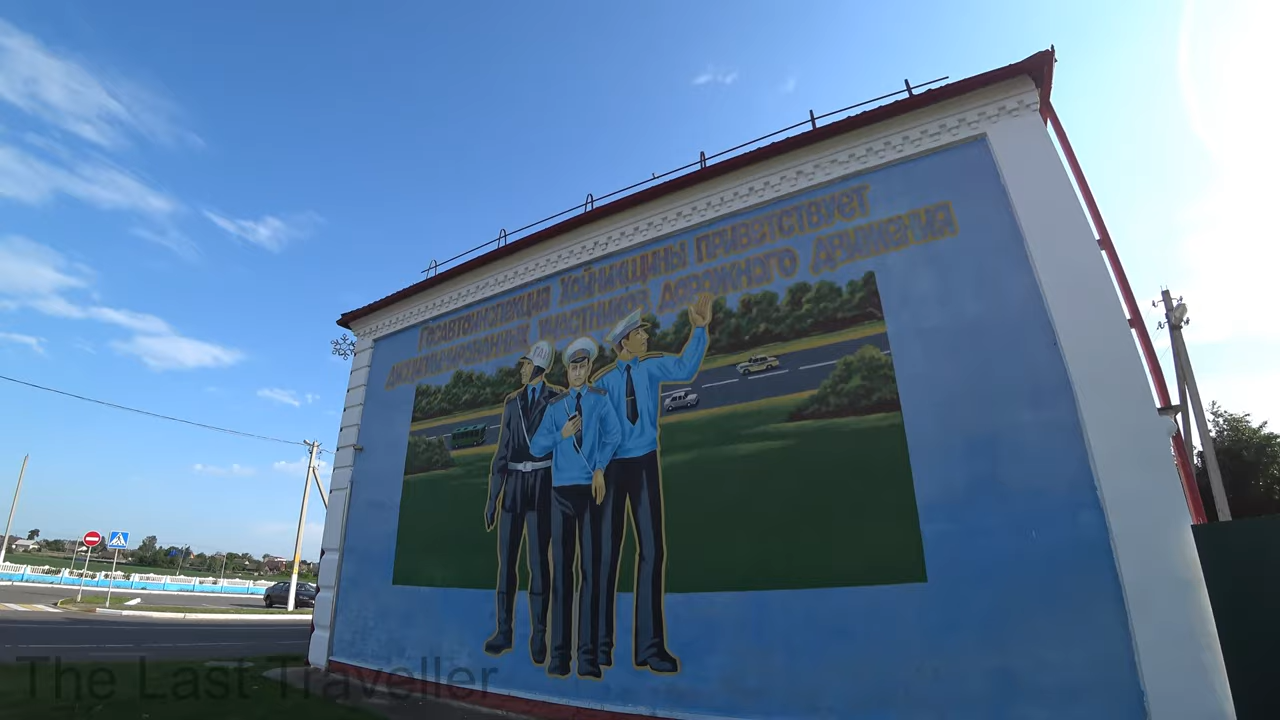 Госавтоинспекция Хойникщины приветствует
дисциплинированных участников дорожного движения
ГАИ
The Last Traveller